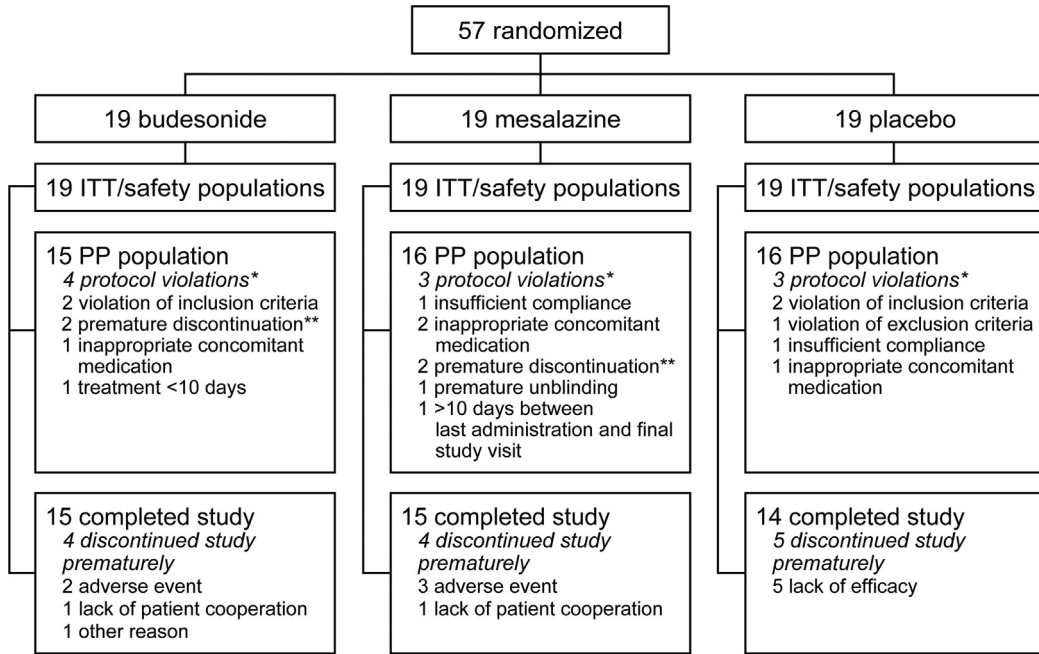 57 randomized
19 budesonide
19 ITT/safety populations
15 PP population
4 protocol violations*
2 violation of inclusion criteria
2 premature discontinuation**
1 inappropriate concomitant
medication
1 treatment <10 days
15 completed study
4 discontinued study
prematurely
2 adverse event
1 lack of patient cooperation
1 other reason
19 mesalazine
19 ITT/safety populations
16 PP population
3 protocol violations*
1 insufficient compliance
2 inappropriate concomitant
medication
2 premature discontinuation**
1 premature unblinding
1 >10 days between
last administration and final
study visit
15 completed study
4 discontinued study
prematurely
3 adverse event
1 lack of patient cooperation
19 placebo
19 ITT/safety populations
16 PP population
3 protocol violations*
2 violation of inclusion criteria
1 violation of exclusion criteria
1 insufficient compliance
1 inappropriate concomitant
medication
14 completed study
5 discontinued study
prematurely
5 lack of efficacy